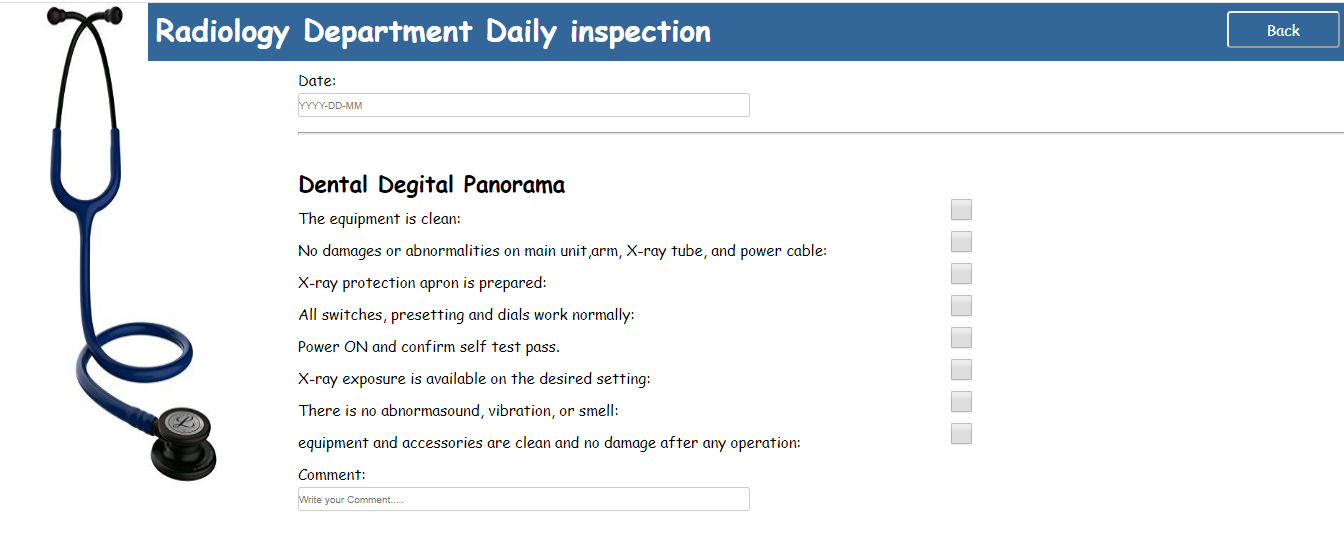 Radiology Department Daily inspection
Back
Date:
YYYY-DD-MM
Dental Degital Panorama
The equipment is clean:
No damages or abnormalities on main unit,arm, X-ray tube, and power cable:
X-ray protection apron is prepared:
All switches, presetting and dials work normally:
Power ON and confirm self test pass.
X-ray exposure is available on the desired setting:
There is no abnormasound, vibration, or smell:
equipment and accessories are clean and no damage after any operation:
Comment:
Write your Comment.....